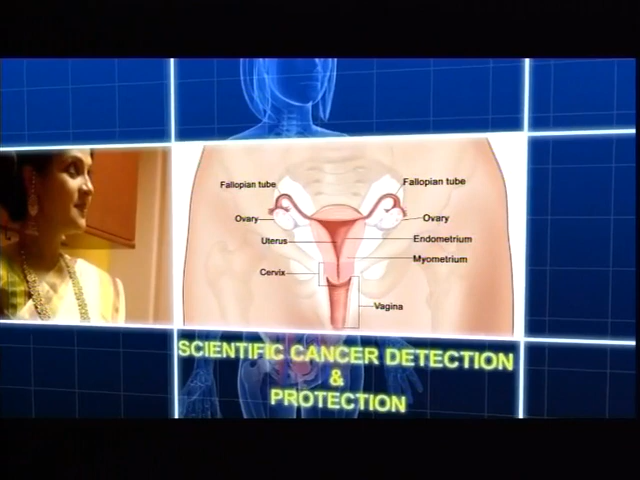 Fallopian tube
Fallopian tube
Ovary
Ovary
Uterus
Endometrium
Myometrium
Cervix
Vagina
SCIENTIFIC CANCER DETECTION
&
PROTECTION